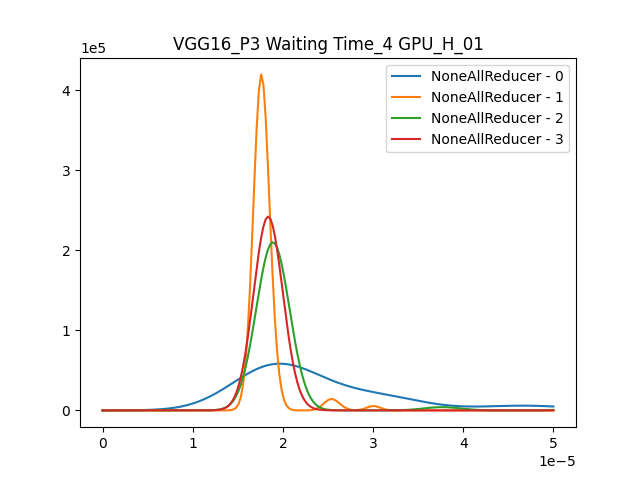 VGG16_P3 Waiting Time_4 GPU_H_01
1e5
NoneAllReducer - 0
NoneAllReducer - 1
NoneAllReducer - 2
NoneAllReducer - 3
4
3
2
1
0
0 1 2 3 4 5
1e−5